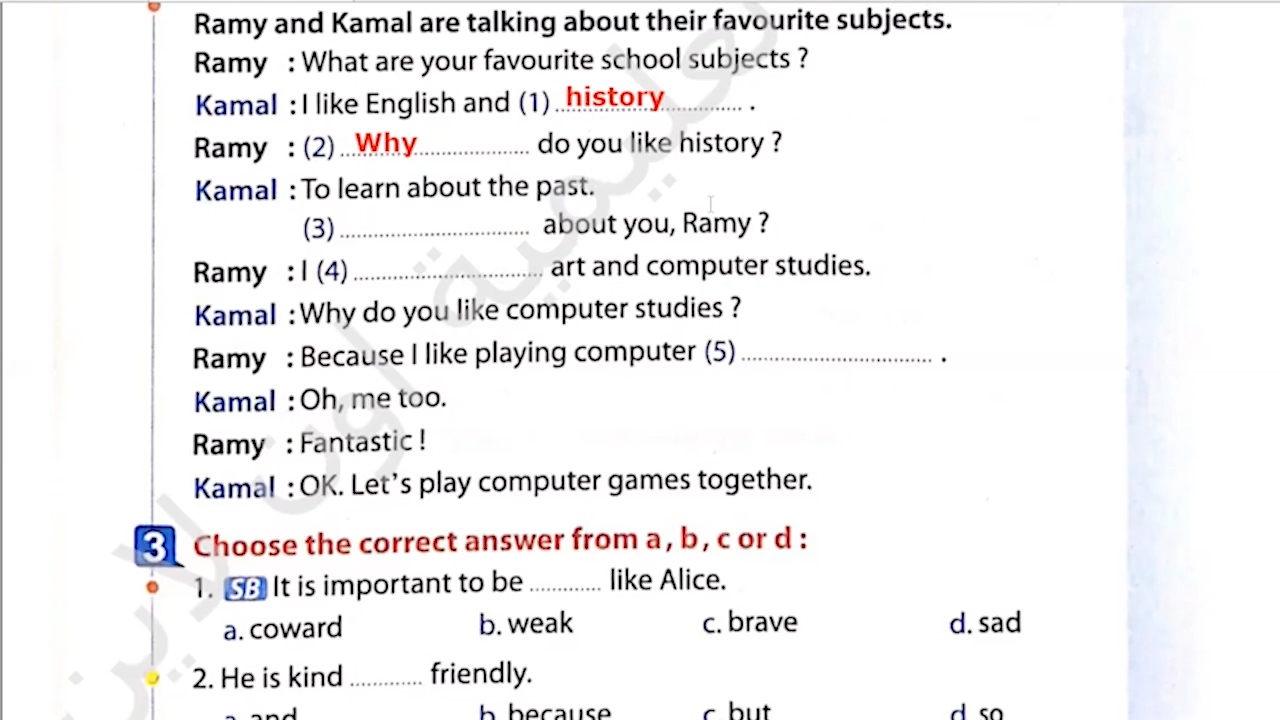 Ramy and Kamal are talking about their favourite subjects.
Ramy : What are your favourite school subjects ?
Kamal : I like English and (1) history .
Ramy : (2) Why do you like history ?
Kamal : To learn about the past.
(3) .............................. about you, Ramy ?
Ramy : I (4) .............................. art and computer studies.
Kamal : Why do you like computer studies ?
Ramy : Because I like playing computer (5) .............................. .
Kamal : Oh, me too.
Ramy : Fantastic !
Kamal : OK. Let's play computer games together.
3 Choose the correct answer from a, b, c or d :
1. SB It is important to be ............ like Alice.
a. coward b. weak c. brave d. sad
2. He is kind ............ friendly.
a. and b. because c. but d. so